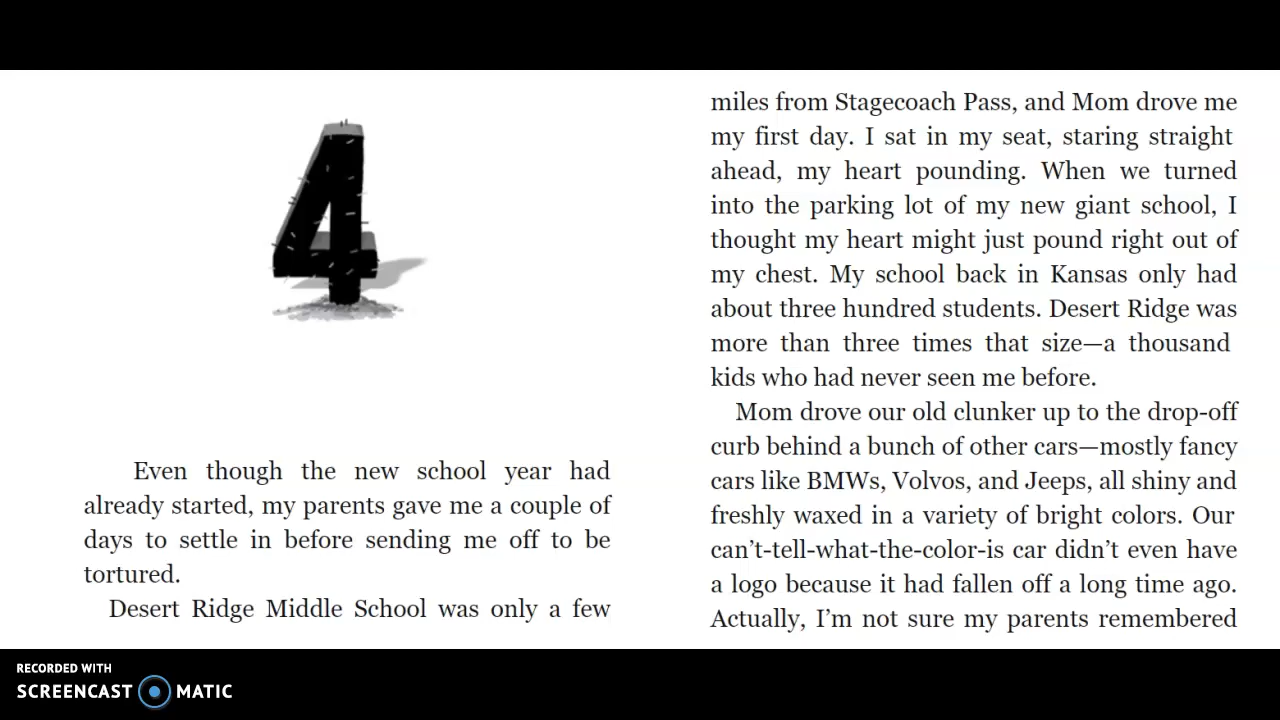 4
Even though the new school year had
already started, my parents gave me a couple of
days to settle in before sending me off to be
tortured.
Desert Ridge Middle School was only a few
miles from Stagecoach Pass, and Mom drove me
my first day. I sat in my seat, staring straight
ahead, my heart pounding. When we turned
into the parking lot of my new giant school, I
thought my heart might just pound right out of
my chest. My school back in Kansas only had
about three hundred students. Desert Ridge was
more than three times that size—a thousand
kids who had never seen me before.
Mom drove our old clunker up to the drop-off
curb behind a bunch of other cars—mostly fancy
cars like BMWs, Volvos, and Jeeps, all shiny and
freshly waxed in a variety of bright colors. Our
can’t-tell-what-the-color-is car didn’t even have
a logo because it had fallen off a long time ago.
Actually, I’m not sure my parents remembered
RECORDED WITH
SCREENCAST MATIC